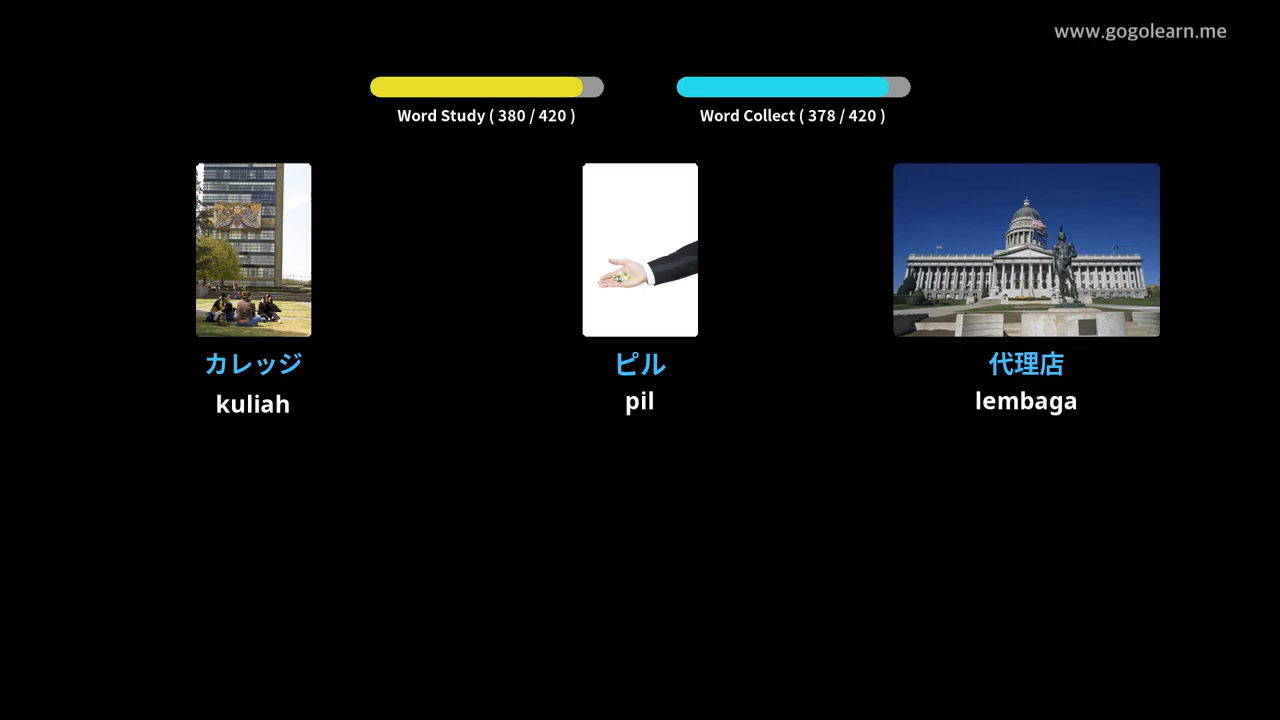 www.gogolearn.me
Word Study ( 380 / 420 )
Word Collect ( 378 / 420 )
カレッジ
kuliah
ピル
pil
代理店
lembaga